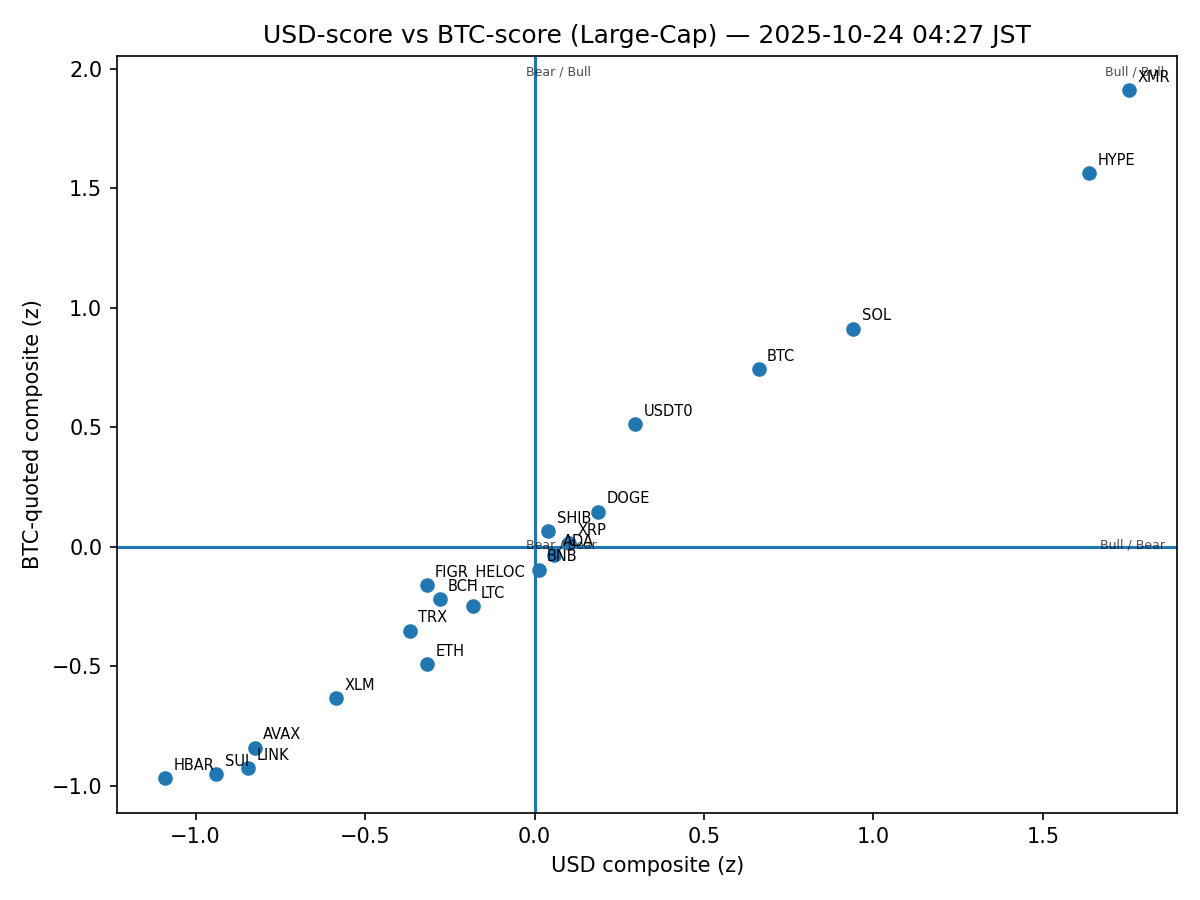 USD-score vs BTC-score (Large-Cap) — 2025-10-24 04:27 JST
2.0
Bear / Bull
Bull / Bull
XMR
HYPE
1.5
1.0
SOL
BTC
USDT0
0.5
DOGE
SHIB
XRP
ADA
0.0
Bear / Bear
Bull / Bear
BNB
FIGR_HELOC
BCH
LTC
TRX
ETH
−0.5
XLM
AVAX
LINK
SUI
HBAR
−1.0
−1.0
−0.5
0.0
0.5
1.0
1.5
USD composite (z)
BTC-quoted composite (z)